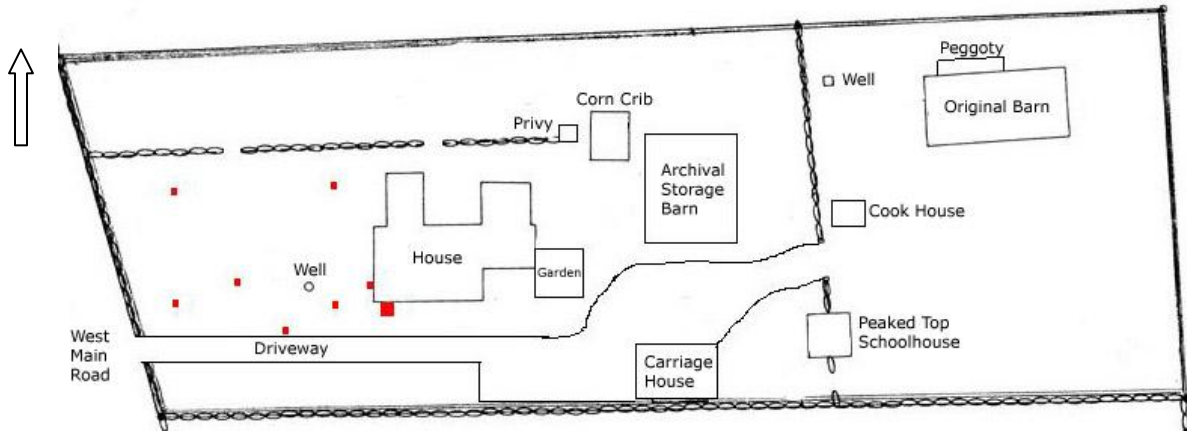 Peggoty
Well
Original Barn
Corn Crib
Privy
Archival
Storage
Barn
Cook House
House
Garden
Well
West
Main
Road
Driveway
Peaked Top
Schoolhouse
Carriage
House